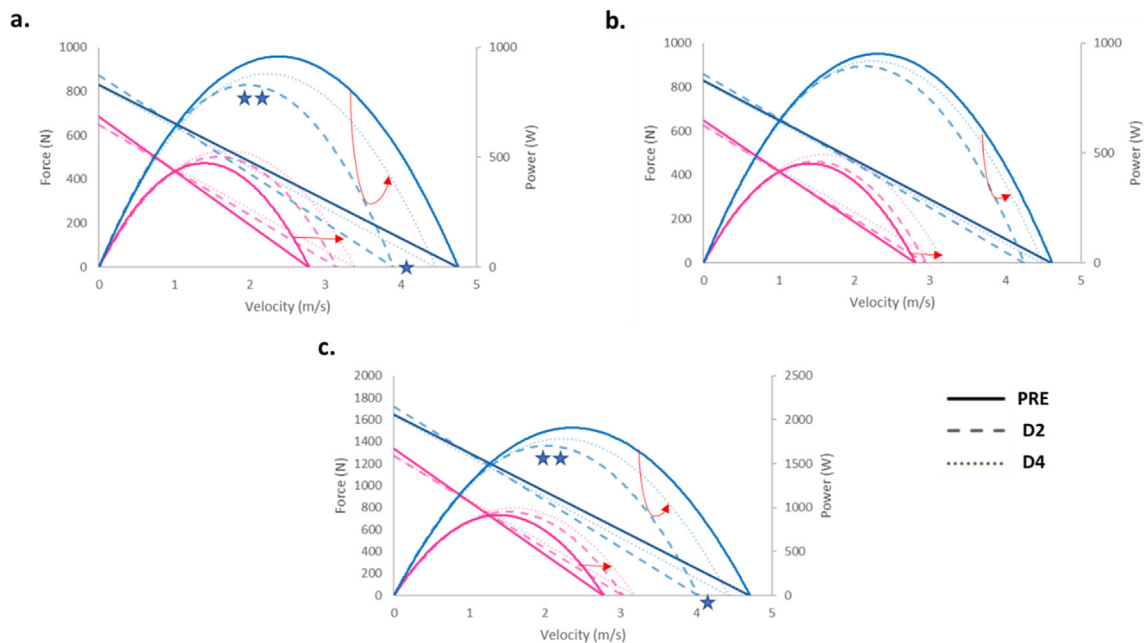 a.
1000
800
600
400
200
0
Force (N)
1000
500
0
Power (W)
0 1 2 3 4 5
Velocity (m/s)
b.
1000
800
600
400
200
0
Force (N)
1000
500
0
Power (W)
0 1 2 3 4 5
Velocity (m/s)
c.
2000
1800
1600
1400
1200
1000
800
600
400
200
0
Force (N)
2500
2000
1500
1000
500
0
Power (W)
0 1 2 3 4 5
Velocity (m/s)
PRE
D2
D4